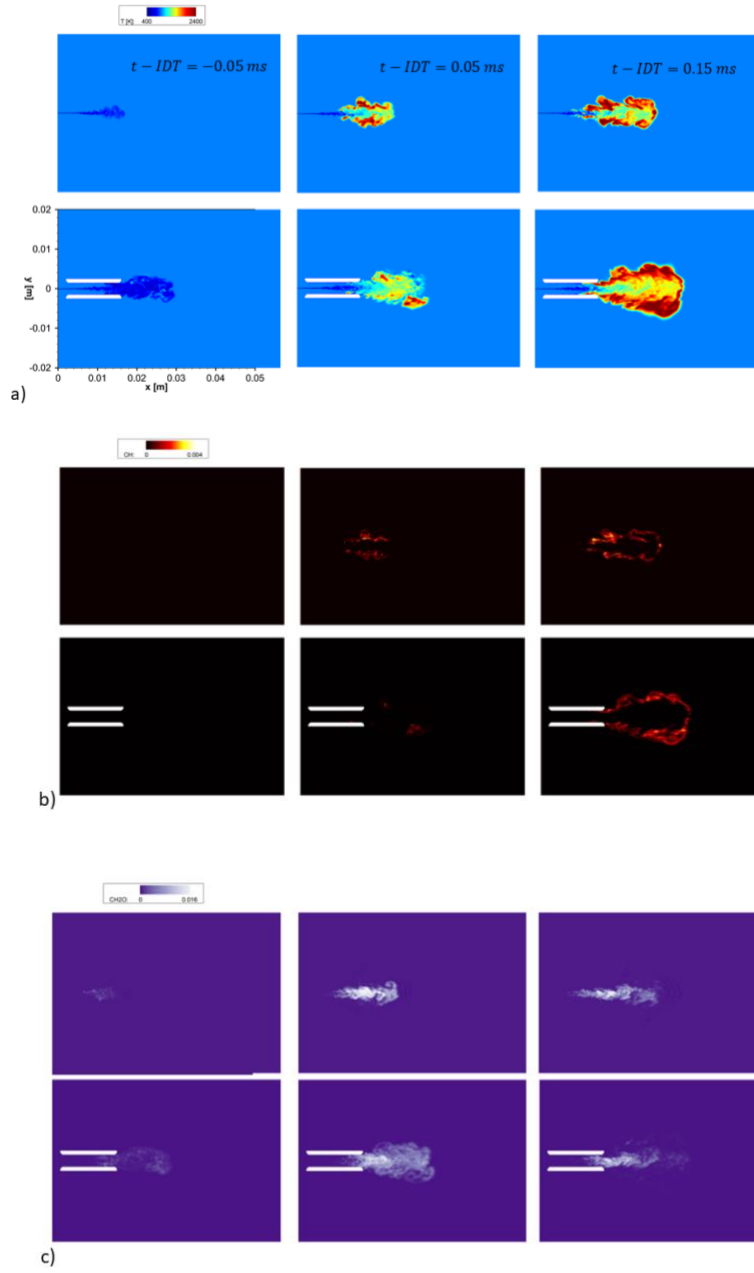 T [K]
400 2400
t − IDT = −0.05 ms
t − IDT = 0.05 ms
t − IDT = 0.15 ms
0.02
0.01
0
-0.01
-0.02
y [m]
0 0.01 0.02 0.03 0.04 0.05
x [m]
a)
OH:
0 0.004
b)
CH2O:
0 0.016
c)